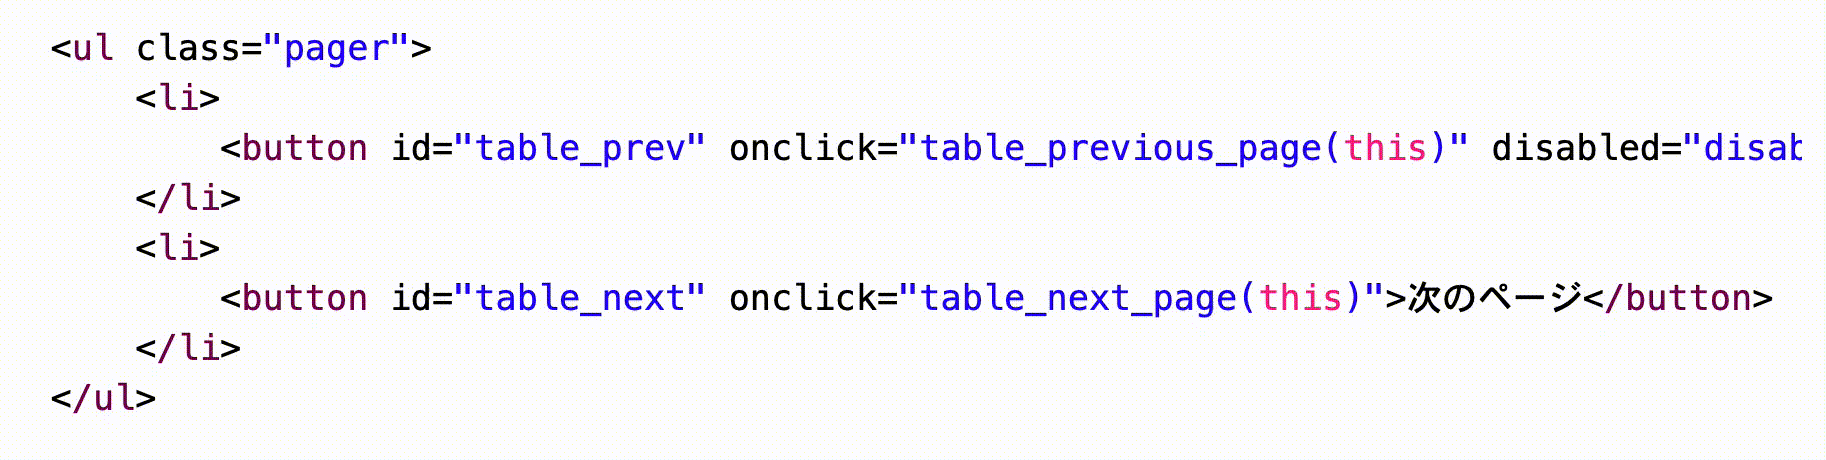 <ul class="pager">
    <li>
        <button id="table_prev" onclick="table_previous_page(this)" disabled="disab
    </li>
    <li>
        <button id="table_next" onclick="table_next_page(this)">次のページ</button>
    </li>
</ul>